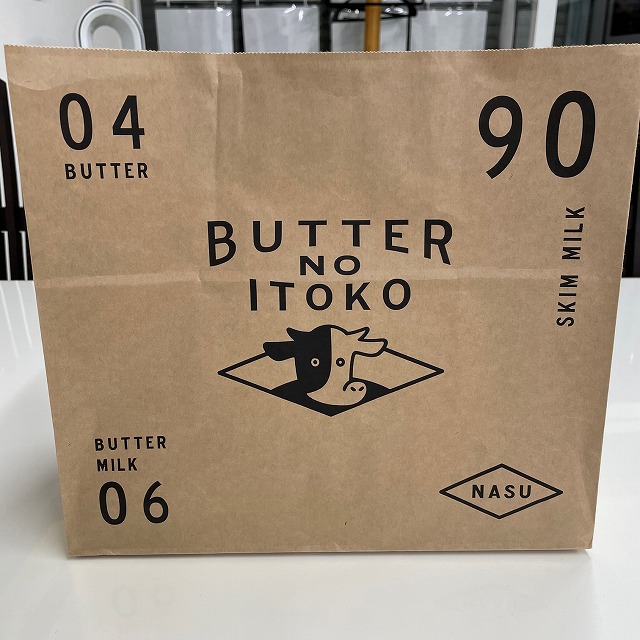 04
BUTTER
90
SKIM MILK
BUTTER
NO
ITOKO
BUTTER
MILK
06
NASU